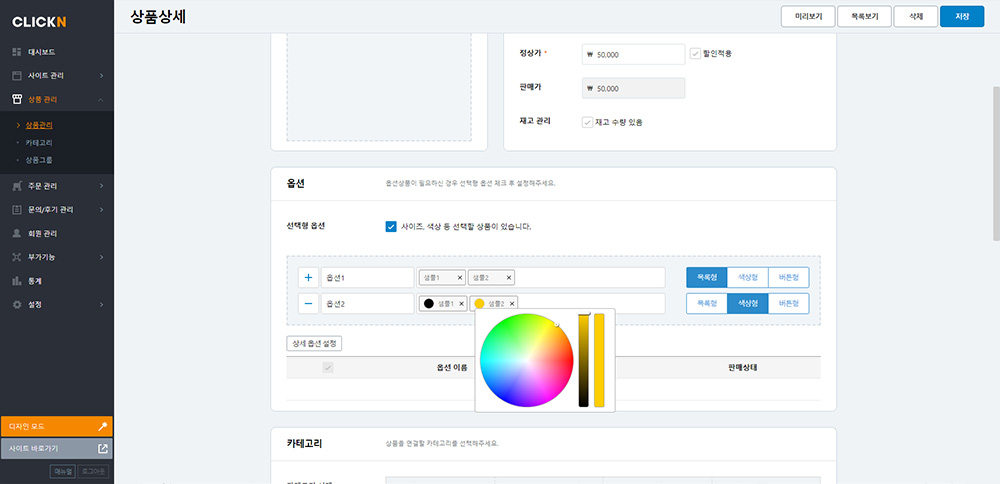 CLICKN
대시보드
사이트 관리
상품 관리
상품관리
카테고리
상품그룹
주문 관리
문의/후기 관리
회원 관리
부가기능
통계
설정
디자인 모드
사이트 바로가기
매뉴얼 로그아웃
상품상세
미리보기 목록보기 삭제 저장
정상가 * ₩ 50,000 할인적용
판매가 ₩ 50,000
재고 관리 재고 수량 있음
옵션 옵션상품이 필요하신 경우 선택형 옵션 체크 후 설정해주세요.
선택형 옵션 사이즈, 색상 등 선택할 상품이 있습니다.
+ 옵션1 샘플1 × 샘플2 × 목록형 색상형 버튼형
− 옵션2 샘플1 × 샘플2 × 목록형 색상형 버튼형
상세 옵션 설정
옵션 이름 판매상태
카테고리 상품을 연결할 카테고리를 선택해주세요.